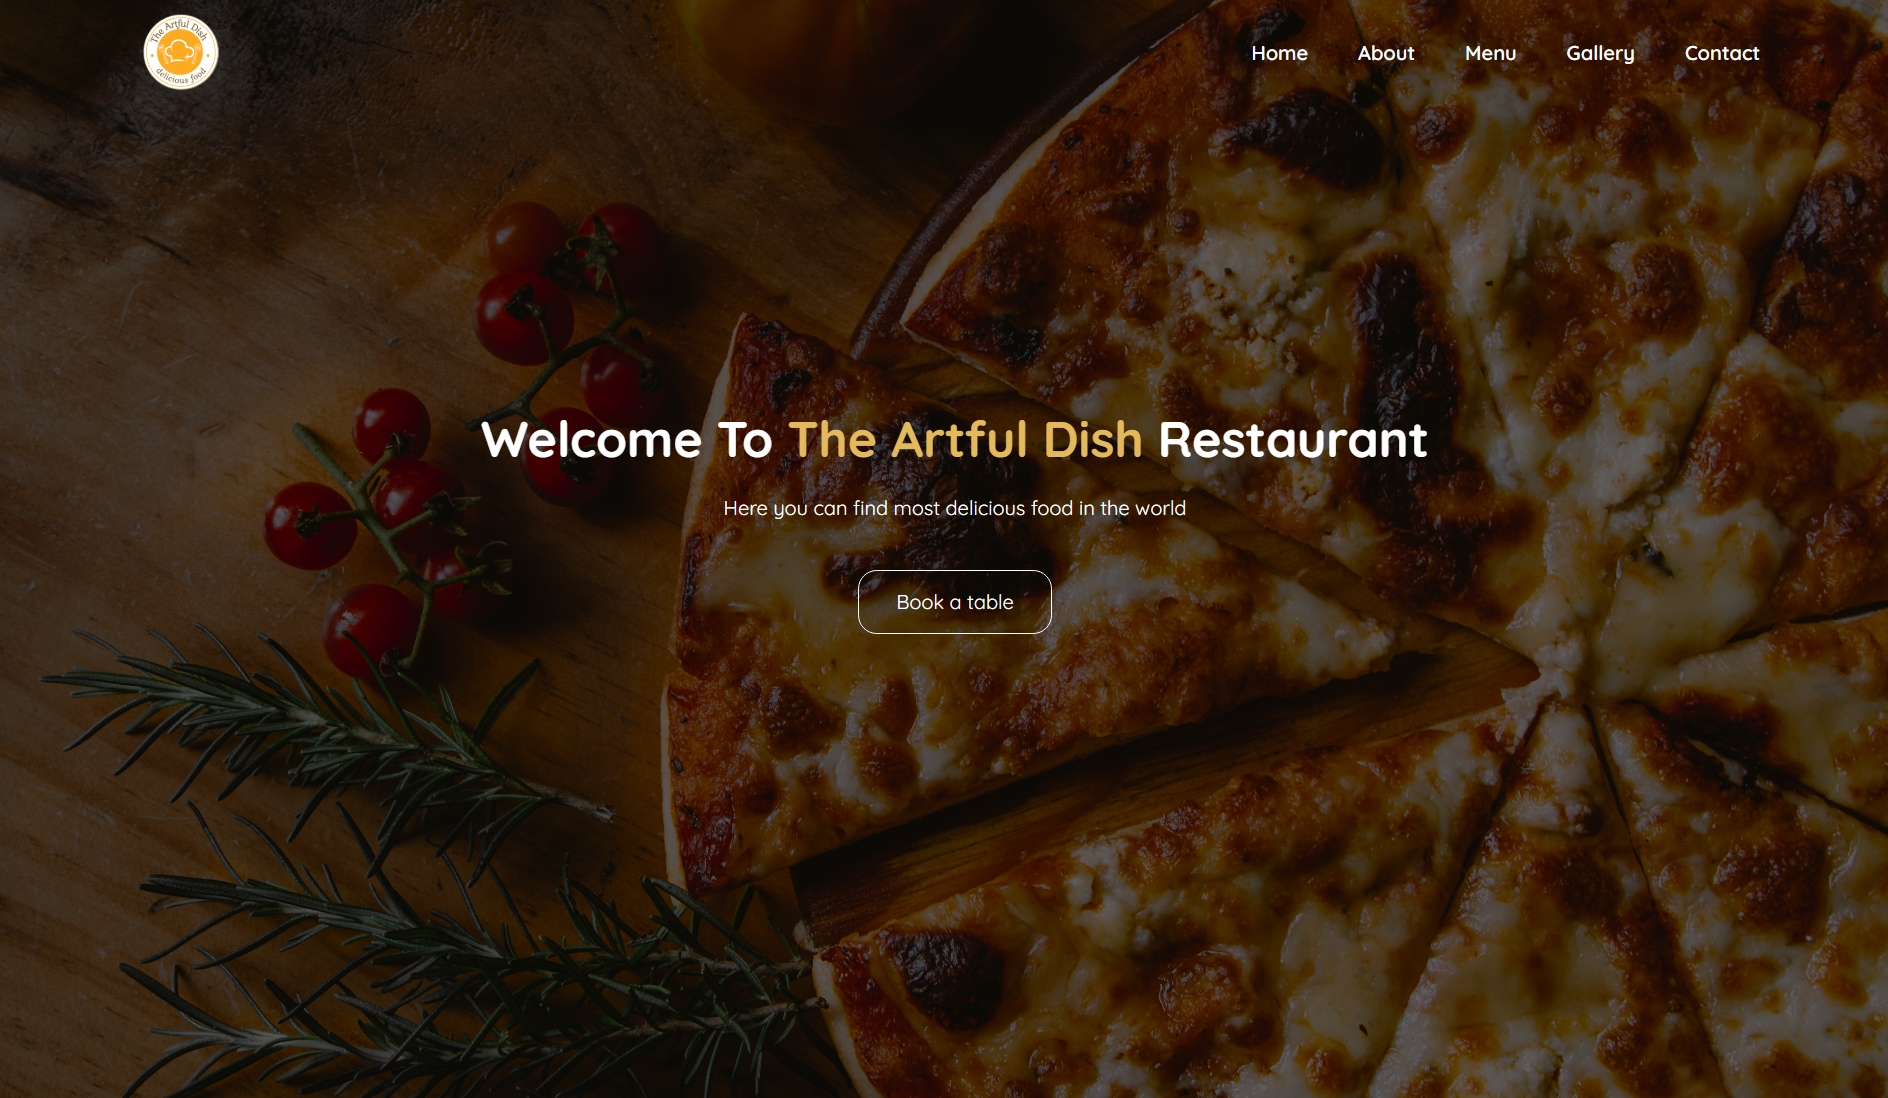 The Artful Dish
delicious food
Home About Menu Gallery Contact
Welcome To The Artful Dish Restaurant
Here you can find most delicious food in the world
Book a table